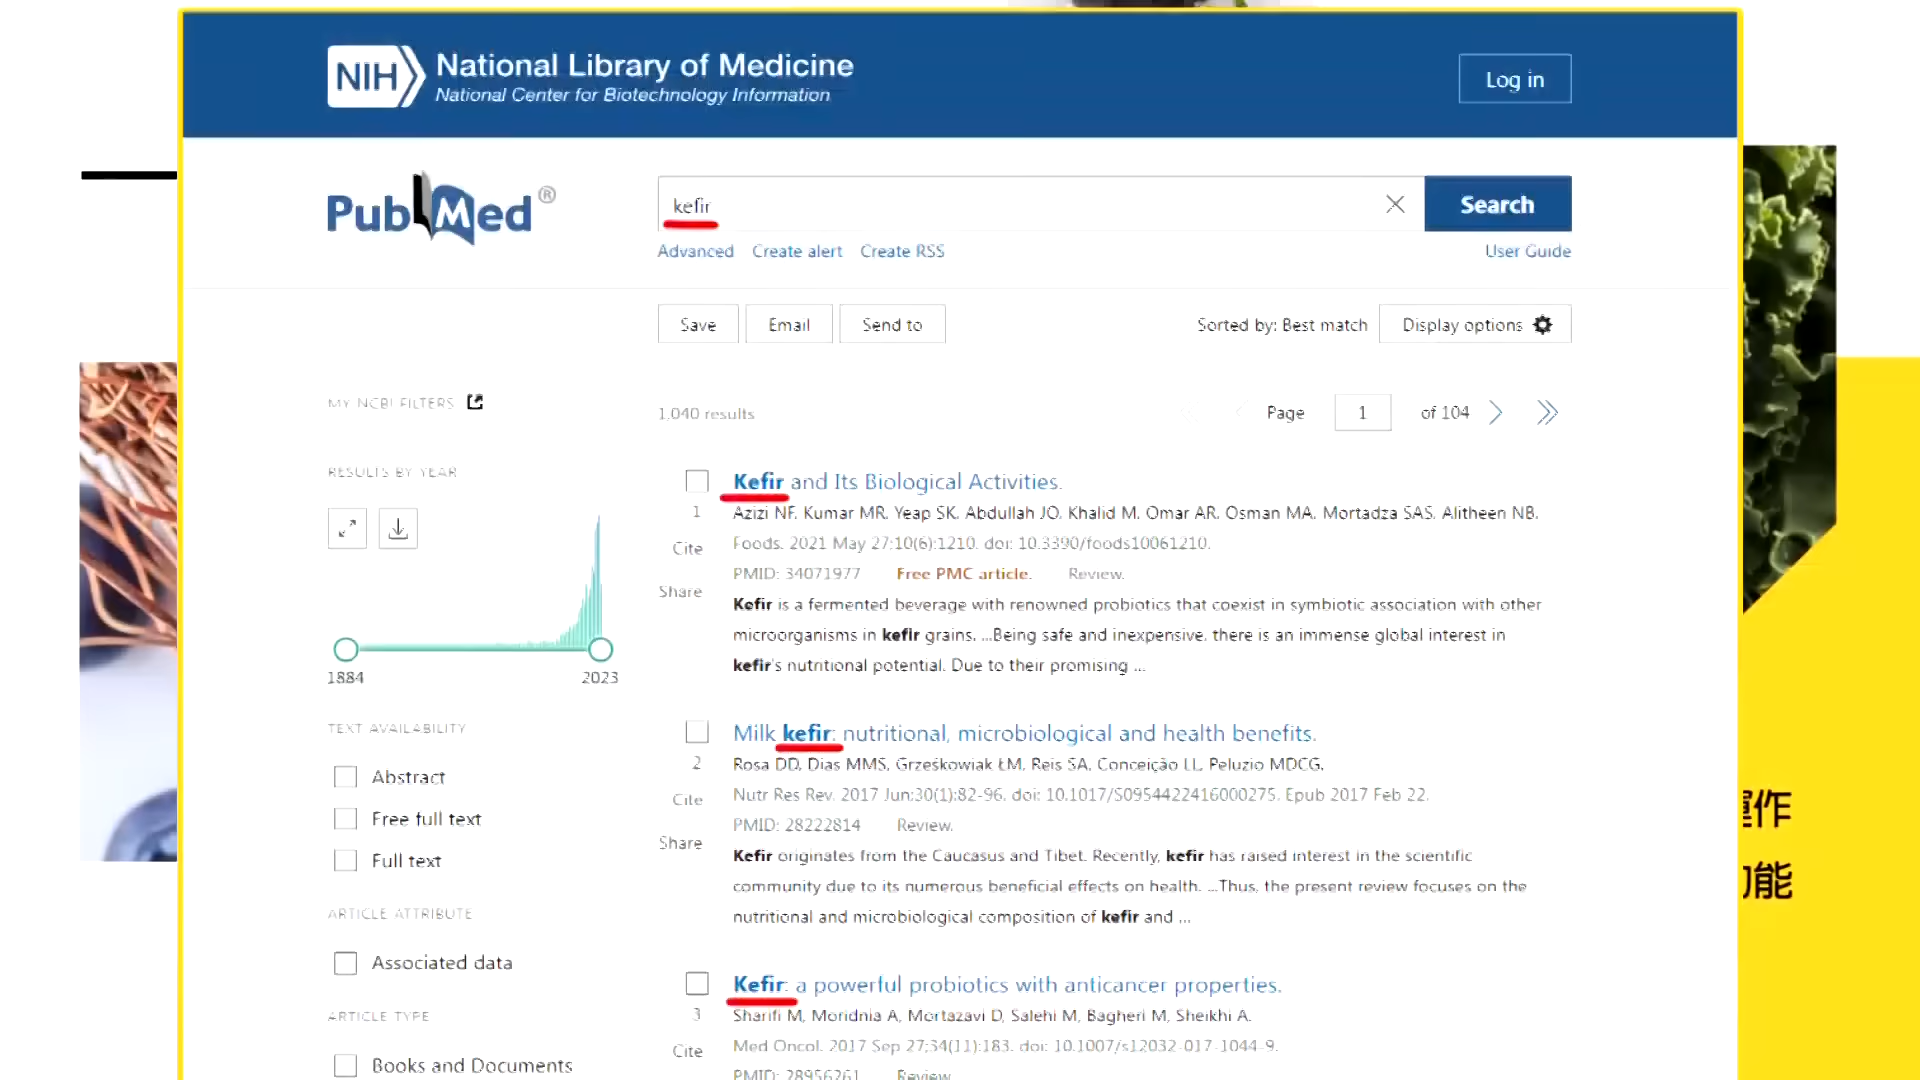 NIH National Library of Medicine
National Center for Biotechnology Information
Log in
PubMed®
kefir
Search
Advanced Create alert Create RSS
User Guide
Save Email Send to
Sorted by: Best match
Display options
MY NCBI FILTERS
1,040 results
Page 1 of 104
RESULTS BY YEAR
1884 2023
TEXT AVAILABILITY
Abstract
Free full text
Full text
ARTICLE ATTRIBUTE
Associated data
ARTICLE TYPE
Books and Documents
Kefir and Its Biological Activities.
1
Azizi NF, Kumar MR, Yeap SK, Abdullah JO, Khalid M, Omar AR, Osman MA, Mortadza SAS, Alitheen NB.
Cite
Foods. 2021 May 27;10(6):1210. doi: 10.3390/foods10061210.
PMID: 34071977 Free PMC article. Review.
Share
Kefir is a fermented beverage with renowned probiotics that coexist in symbiotic association with other
microorganisms in kefir grains. ...Being safe and inexpensive, there is an immense global interest in
kefir's nutritional potential. Due to their promising ...
Milk kefir: nutritional, microbiological and health benefits.
2
Rosa DD, Dias MMS, Grześkowiak ŁM, Reis SA, Conceição LL, Peluzio MDCG.
Cite
Nutr Res Rev. 2017 Jun;30(1):82-96. doi: 10.1017/S0954422416000275. Epub 2017 Feb 22.
PMID: 28222814 Review.
Share
Kefir originates from the Caucasus and Tibet. Recently, kefir has raised interest in the scientific
community due to its numerous beneficial effects on health. ...Thus, the present review focuses on the
nutritional and microbiological composition of kefir and ...
Kefir: a powerful probiotics with anticancer properties.
3
Sharifi M, Moridnia A, Mortazavi D, Salehi M, Bagheri M, Sheikhi A.
Cite
Med Oncol. 2017 Sep 27;34(11):183. doi: 10.1007/s12032-017-1044-9.
PMID: 28956261 Review.
作
能